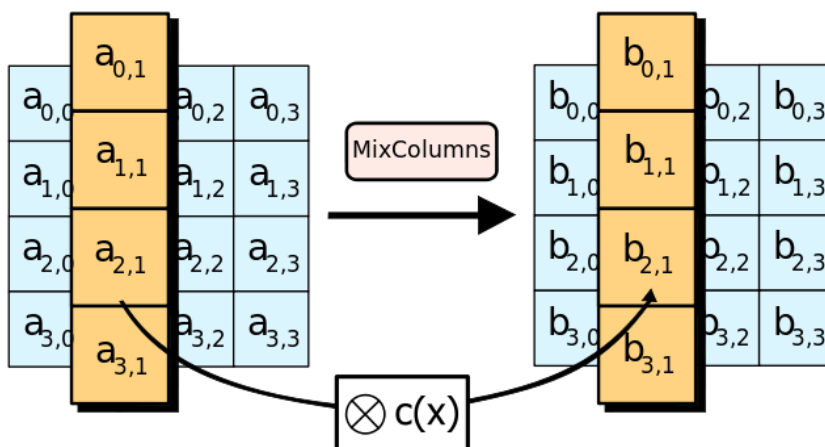 a0,1 b0,1
a0,0 a0,2 a0,3 b0,0 b0,2 b0,3
a1,1 MixColumns b1,1
a1,0 a1,2 a1,3 b1,0 b1,2 b1,3
a2,1 b2,1
a2,0 a2,2 a2,3 b2,0 b2,2 b2,3
a3,0 a3,2 a3,3 b3,0 b3,2 b3,3
a3,1 b3,1
⊗ c(x)